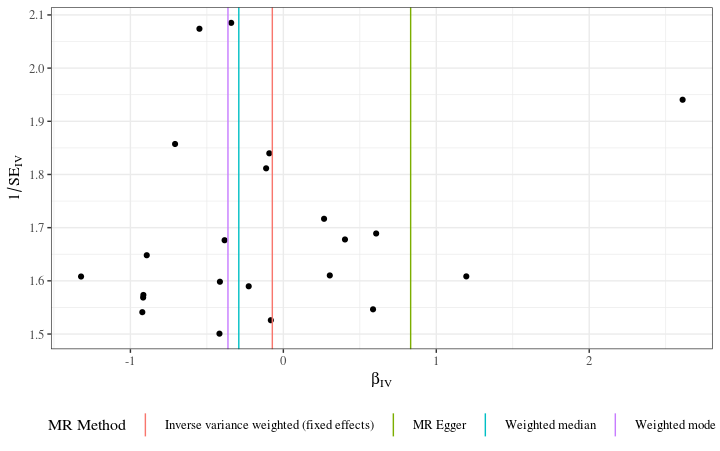 2.1
2.0
1.9
1.8
1.7
1.6
1.5
1/SE_IV
-1 0 1 2
β_IV
MR Method Inverse variance weighted (fixed effects) MR Egger Weighted median Weighted mode